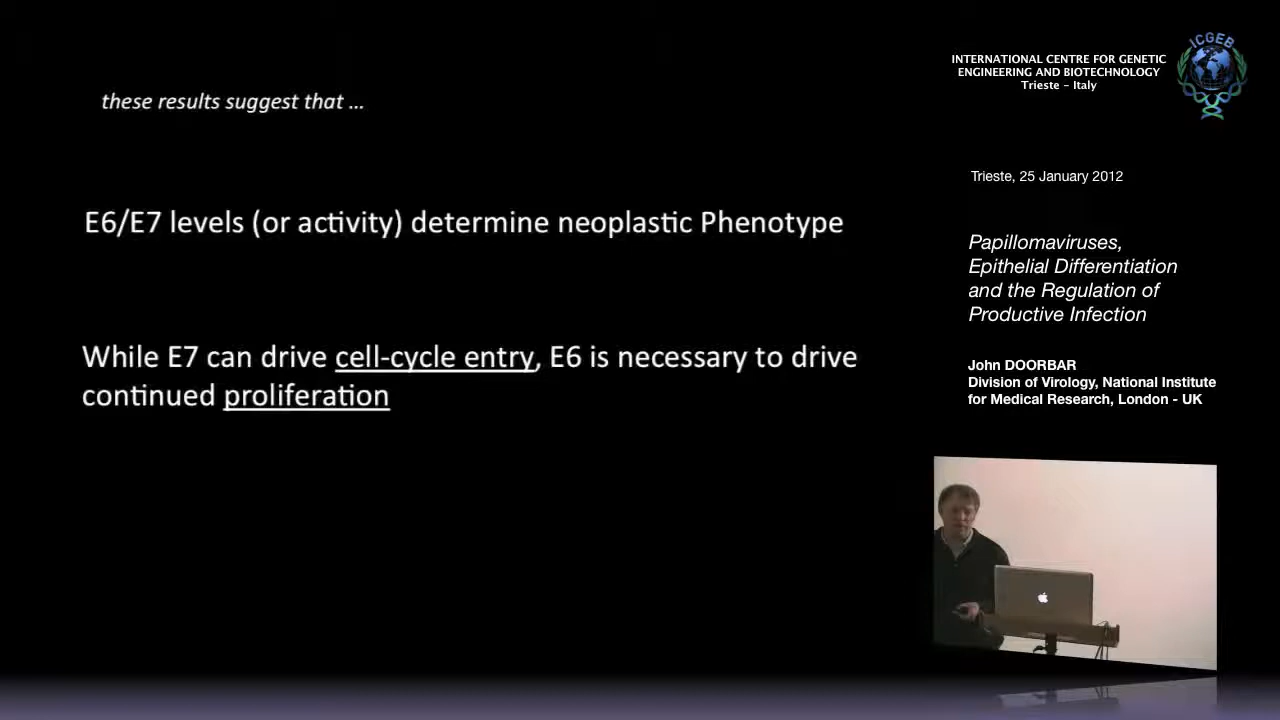 these results suggest that ...
E6/E7 levels (or activity) determine neoplastic Phenotype
While E7 can drive cell-cycle entry, E6 is necessary to drive
continued proliferation
INTERNATIONAL CENTRE FOR GENETIC
ENGINEERING AND BIOTECHNOLOGY
Trieste – Italy
ICGEB
Trieste, 25 January 2012
Papillomaviruses,
Epithelial Differentiation
and the Regulation of
Productive Infection
John DOORBAR
Division of Virology, National Institute
for Medical Research, London - UK